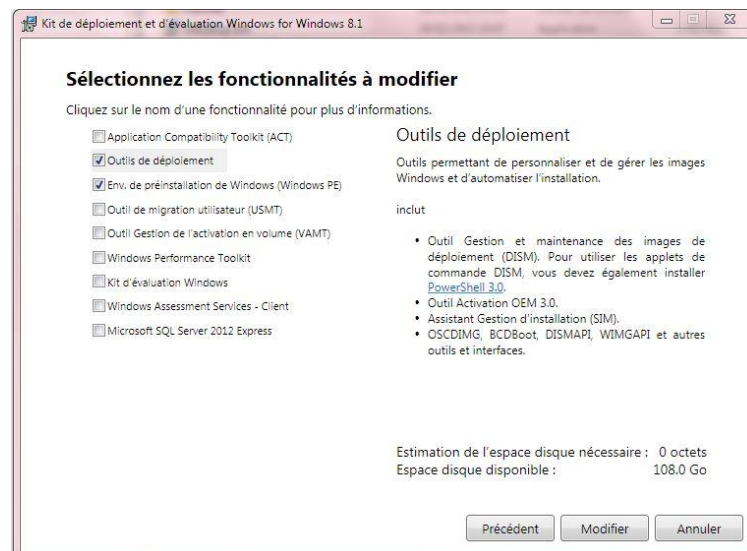 Kit de déploiement et d'évaluation Windows for Windows 8.1
Sélectionnez les fonctionnalités à modifier
Cliquez sur le nom d'une fonctionnalité pour plus d'informations.
Application Compatibility Toolkit (ACT)
Outils de déploiement
Env. de préinstallation de Windows (Windows PE)
Outil de migration utilisateur (USMT)
Outil Gestion de l'activation en volume (VAMT)
Windows Performance Toolkit
Kit d'évaluation Windows
Windows Assessment Services - Client
Microsoft SQL Server 2012 Express
Outils de déploiement
Outils permettant de personnaliser et de gérer les images
Windows et d'automatiser l'installation.
inclut
• Outil Gestion et maintenance des images de
déploiement (DISM). Pour utiliser les applets de
commande DISM, vous devez également installer
PowerShell 3.0.
• Outil Activation OEM 3.0.
• Assistant Gestion d'installation (SIM).
• OSCDIMG, BCDBoot, DISMAPI, WIMGAPI et autres
outils et interfaces.
Estimation de l'espace disque nécessaire : 0 octets
Espace disque disponible : 108.0 Go
Précédent Modifier Annuler